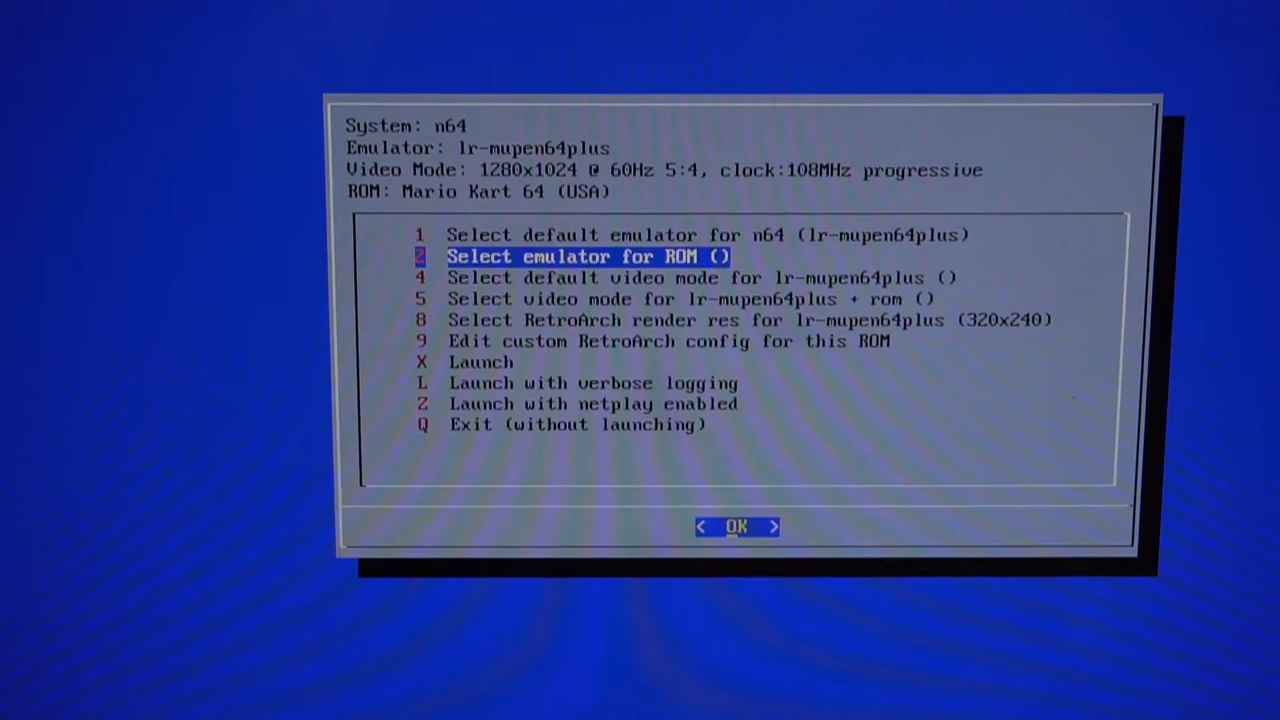 System: n64
Emulator: lr-mupen64plus
Video Mode: 1280x1024 @ 60Hz 5:4, clock:108MHz progressive
ROM: Mario Kart 64 (USA)
1 Select default emulator for n64 (lr-mupen64plus)
2 Select emulator for ROM ()
4 Select default video mode for lr-mupen64plus ()
5 Select video mode for lr-mupen64plus + rom ()
8 Select RetroArch render res for lr-mupen64plus (320x240)
9 Edit custom RetroArch config for this ROM
X Launch
L Launch with verbose logging
Z Launch with netplay enabled
Q Exit (without launching)
< OK >